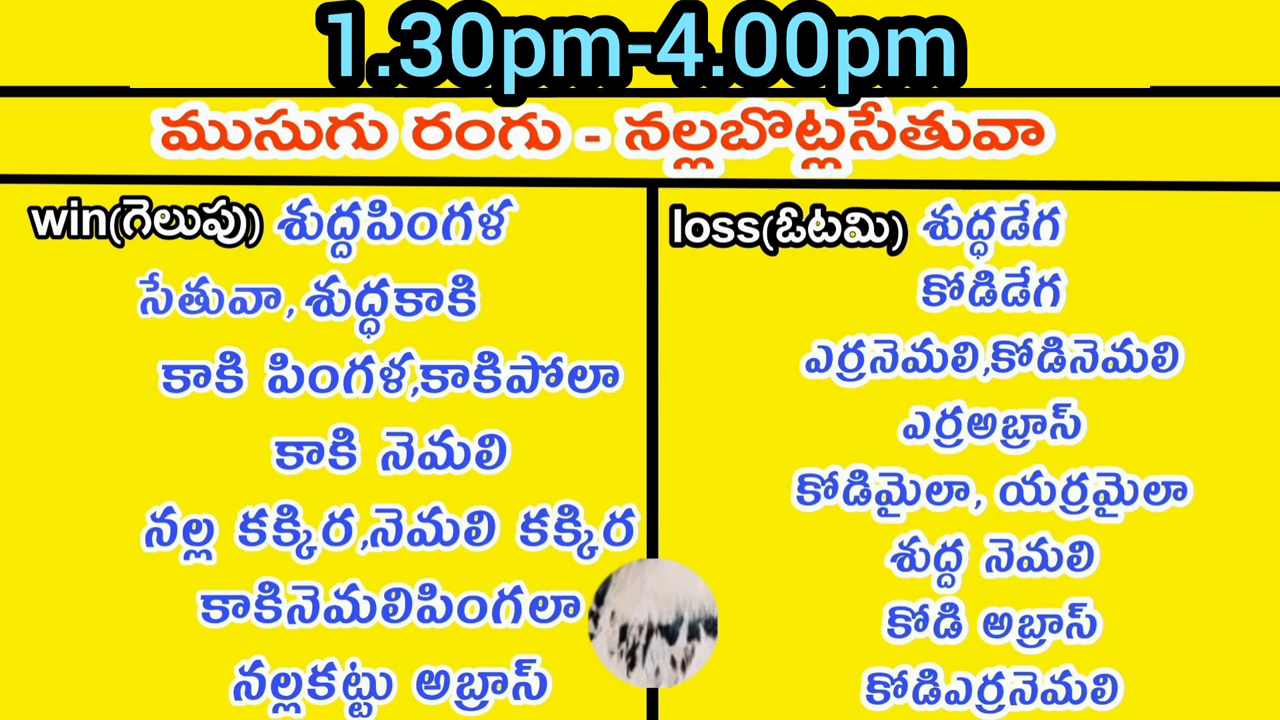 1.30pm-4.00pm
ముసుగు రంగు - నల్లబొట్లసేతువా
win(గెలుపు) శుద్దపింగళ
సేతువా, శుద్ధకాకి
కాకి పింగళ,కాకిపోలా
కాకి నెమలి
నల్ల కక్కిర,నెమలి కక్కిర
కాకినెమలిపింగలా
నల్లకట్టు అబ్రాస్
loss(ఓటమి) శుద్ధడేగ
కోడిడేగ
ఎర్రనెమలి,కోడినెమలి
ఎర్రఅబ్రాస్
కోడిమైలా, యర్రమైలా
శుద్ద నెమలి
కోడి అబ్రాస్
కోడిఎర్రనెమలి